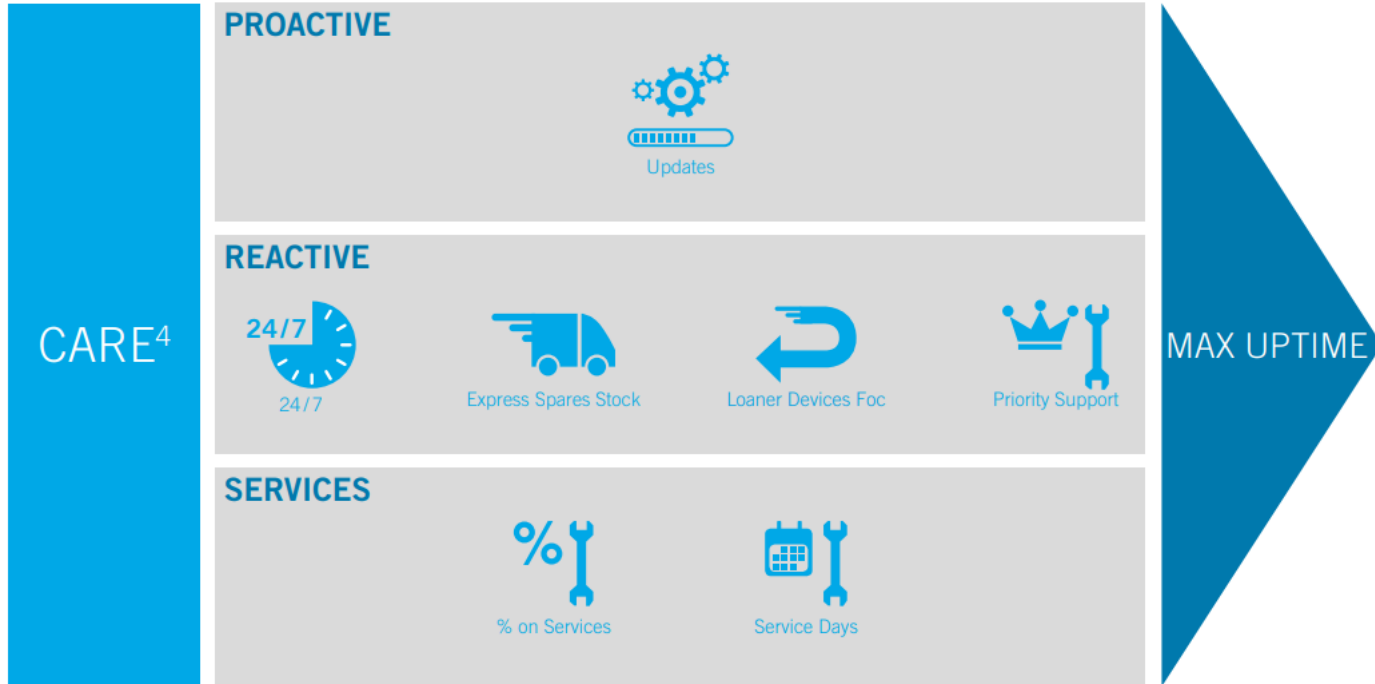 CARE⁴
PROACTIVE
Updates
REACTIVE
24/7
24/7
Express Spares Stock
Loaner Devices Foc
Priority Support
SERVICES
%
% on Services
Service Days
MAX UPTIME